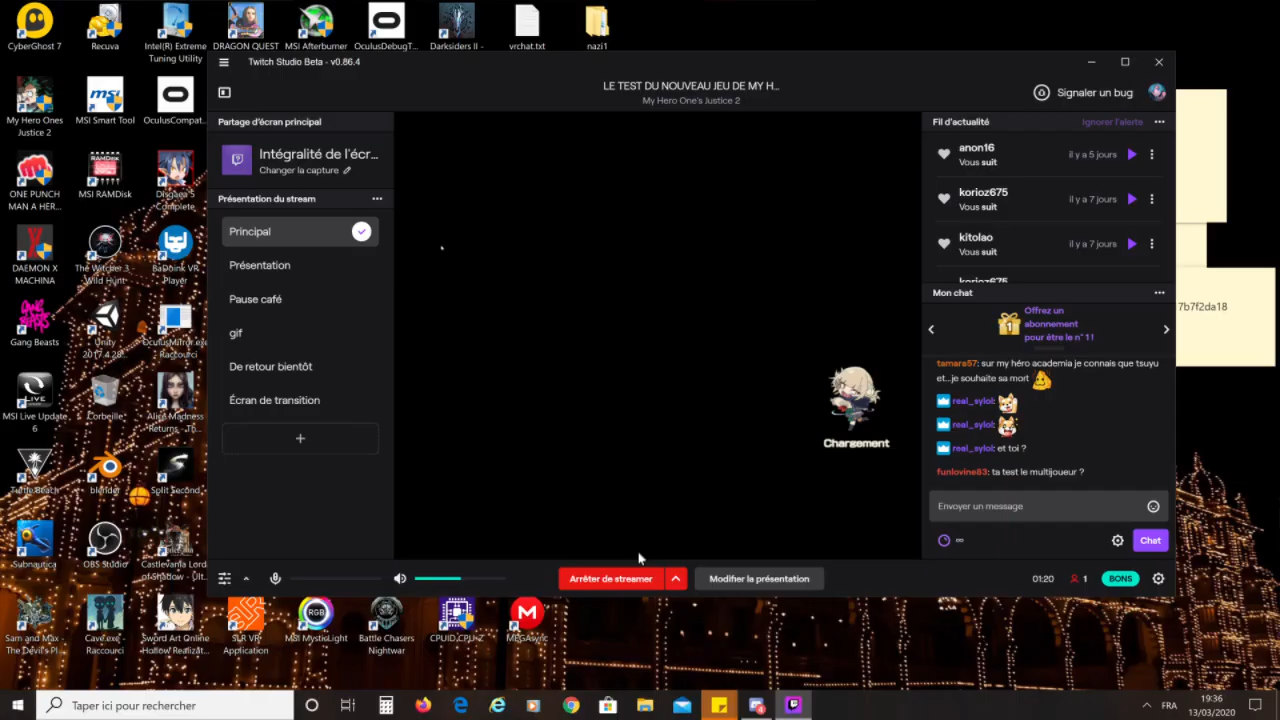 CyberGhost 7
Recuva
Intel(R) Extreme
Tuning Utility
DRAGON QUEST
MSI Afterburner
OculusDebugT...
Darksiders II -
vrchat.txt
nazi1
Twitch Studio Beta - v0.86.4
LE TEST DU NOUVEAU JEU DE MY H...
My Hero One's Justice 2
Signaler un bug
My Hero Ones
Justice 2
MSI Smart Tool
OculusCompat...
Partage d'écran principal
Intégralité de l'écr...
Changer la capture
Fil d'actualité
Ignorer l'alerte
anon16
Vous suit
il y a 5 jours
korioz675
Vous suit
il y a 7 jours
kitolao
Vous suit
il y a 7 jours
korioz675
ONE PUNCH
MAN A HER...
MSI RAMDisk
Disgaea 5
Complete
Présentation du stream
Principal
Présentation
Pause café
gif
De retour bientôt
Écran de transition
DAEMON X
MACHINA
The Witcher 3
Wild Hunt
BaDoink VR
Player
Mon chat
Offrez un
abonnement
pour être le n° 1 !
7b7f2da18
Gang Beasts
Unity
2017.4.28...
OculusMirror.exe
Raccourci
tamara57: sur my héro academia je connais que tsuyu
et...je souhaite sa mort
real_sylol:
real_sylol:
real_sylol: et toi ?
funlovine83: ta test le multijoueur ?
MSI Live Update
6
Corbeille
Alice Madness
Returns - Th...
Chargement
Turtle Beach
blender
Split Second
Envoyer un message
Chat
Subnautica
OBS Studio
Castlevania Lord
of Shadow - Ult...
Arrêter de streamer
Modifier la présentation
01:20
1
BONS
Sam and Max -
The Devil's Pl...
Cave.exe -
Raccourci
Sword Art Online
Hollow Realizat...
SLR VR
Application
MSI MysticLight
Battle Chasers
Nightwar
CPUID CPU-Z
MEGAsync
Taper ici pour rechercher
FRA
19:36
13/03/2020